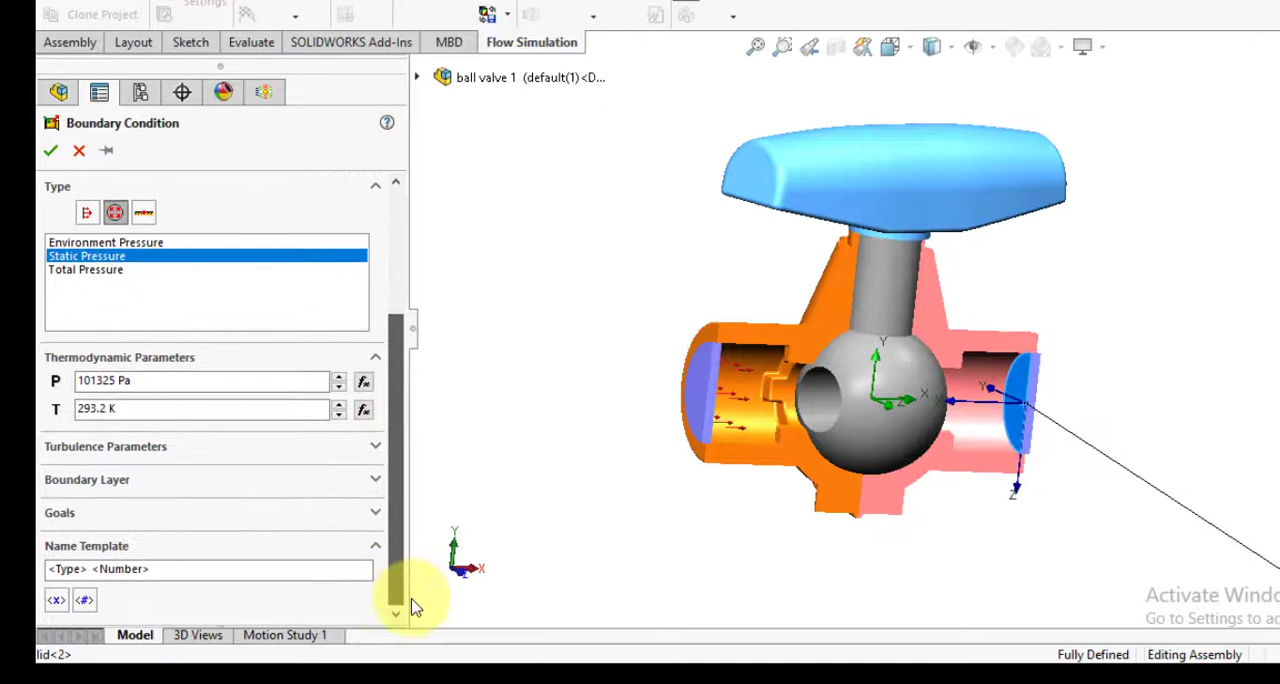 Clone Project
Settings
Assembly Layout Sketch Evaluate SOLIDWORKS Add-Ins MBD Flow Simulation
ball valve 1 (default(1)<D...
Boundary Condition
Type
Environment Pressure
Static Pressure
Total Pressure
Thermodynamic Parameters
P 101325 Pa
T 293.2 K
Turbulence Parameters
Boundary Layer
Goals
Name Template
<Type> <Number>
<X> <#>
Y
X
Z
Y
Z
Y
X
Z
Activate Windo
Go to Settings to ac
Model 3D Views Motion Study 1
lid<2> Fully Defined Editing Assembly